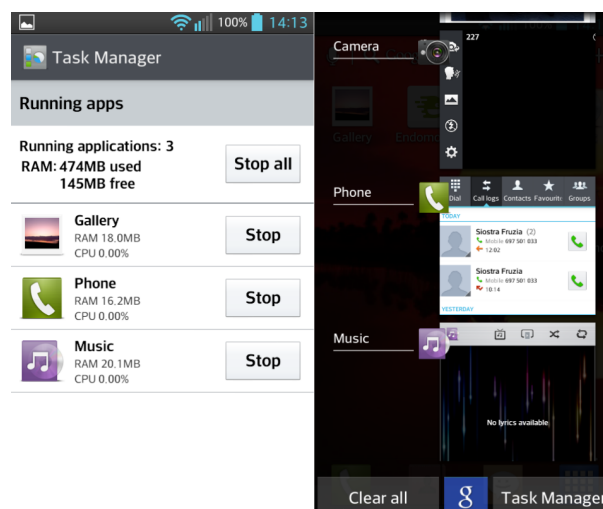 100% 14:13
Task Manager
Running apps
Running applications: 3
RAM: 474MB used
145MB free
Stop all
Gallery
RAM 18.0MB
CPU 0.00%
Stop
Phone
RAM 16.2MB
CPU 0.00%
Stop
Music
RAM 20.1MB
CPU 0.00%
Stop
Camera
227
Gallery Endomo
Phone
Dial Call logs Contacts Favourite Groups
TODAY
Siostra Fruzia (2)
Mobile 697 501 033
12:02
Siostra Fruzia
Mobile 697 501 033
10:14
YESTERDAY
Music
No lyrics available
Clear all
g
Task Manager